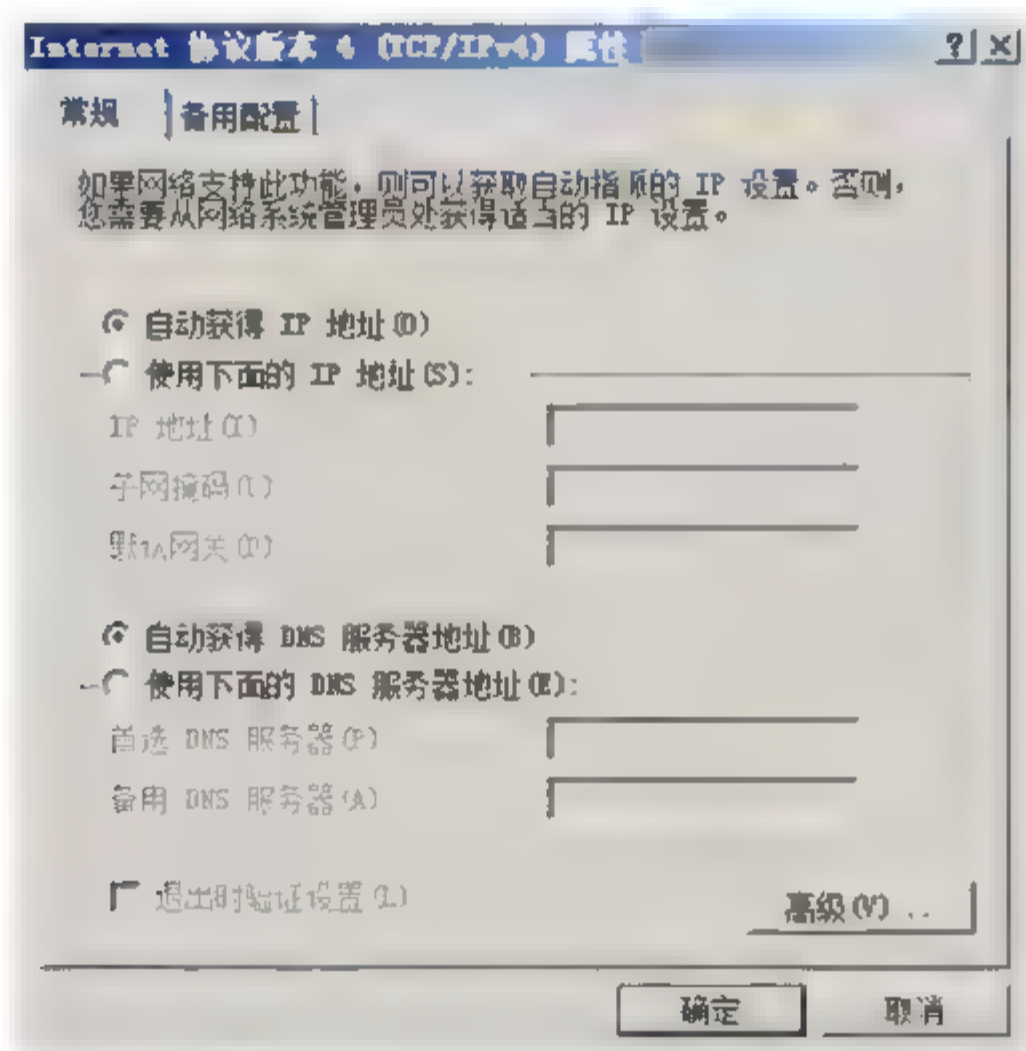 Internet 协议版本 4 (TCP/IPv4) 属性
常规 备用配置
如果网络支持此功能,则可以获取自动指派的 IP 设置。否则,
您需要从网络系统管理员处获得适当的 IP 设置。
自动获得 IP 地址(O)
使用下面的 IP 地址(S):
IP 地址(I)
子网掩码(U)
默认网关(D)
自动获得 DNS 服务器地址(B)
使用下面的 DNS 服务器地址(E):
首选 DNS 服务器(P)
备用 DNS 服务器(A)
退出时验证设置(L)
高级(V)...
确定 取消